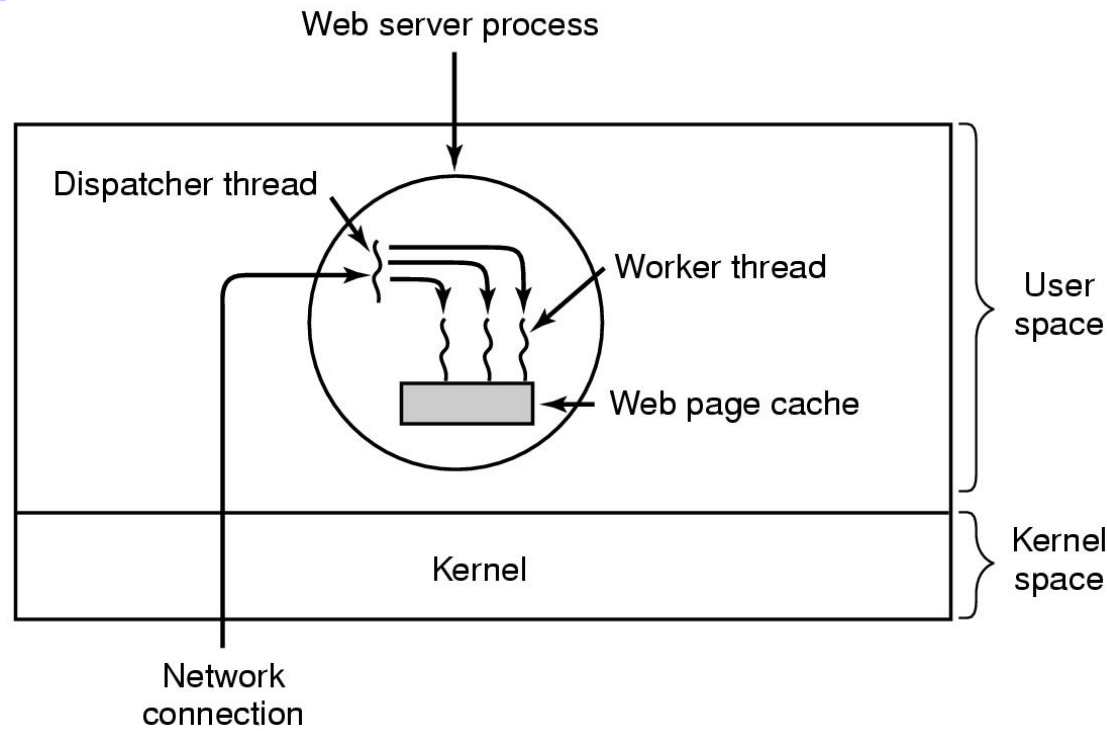 Web server process
Dispatcher thread
Worker thread
User
space
Web page cache
Kernel
Kernel
space
Network
connection